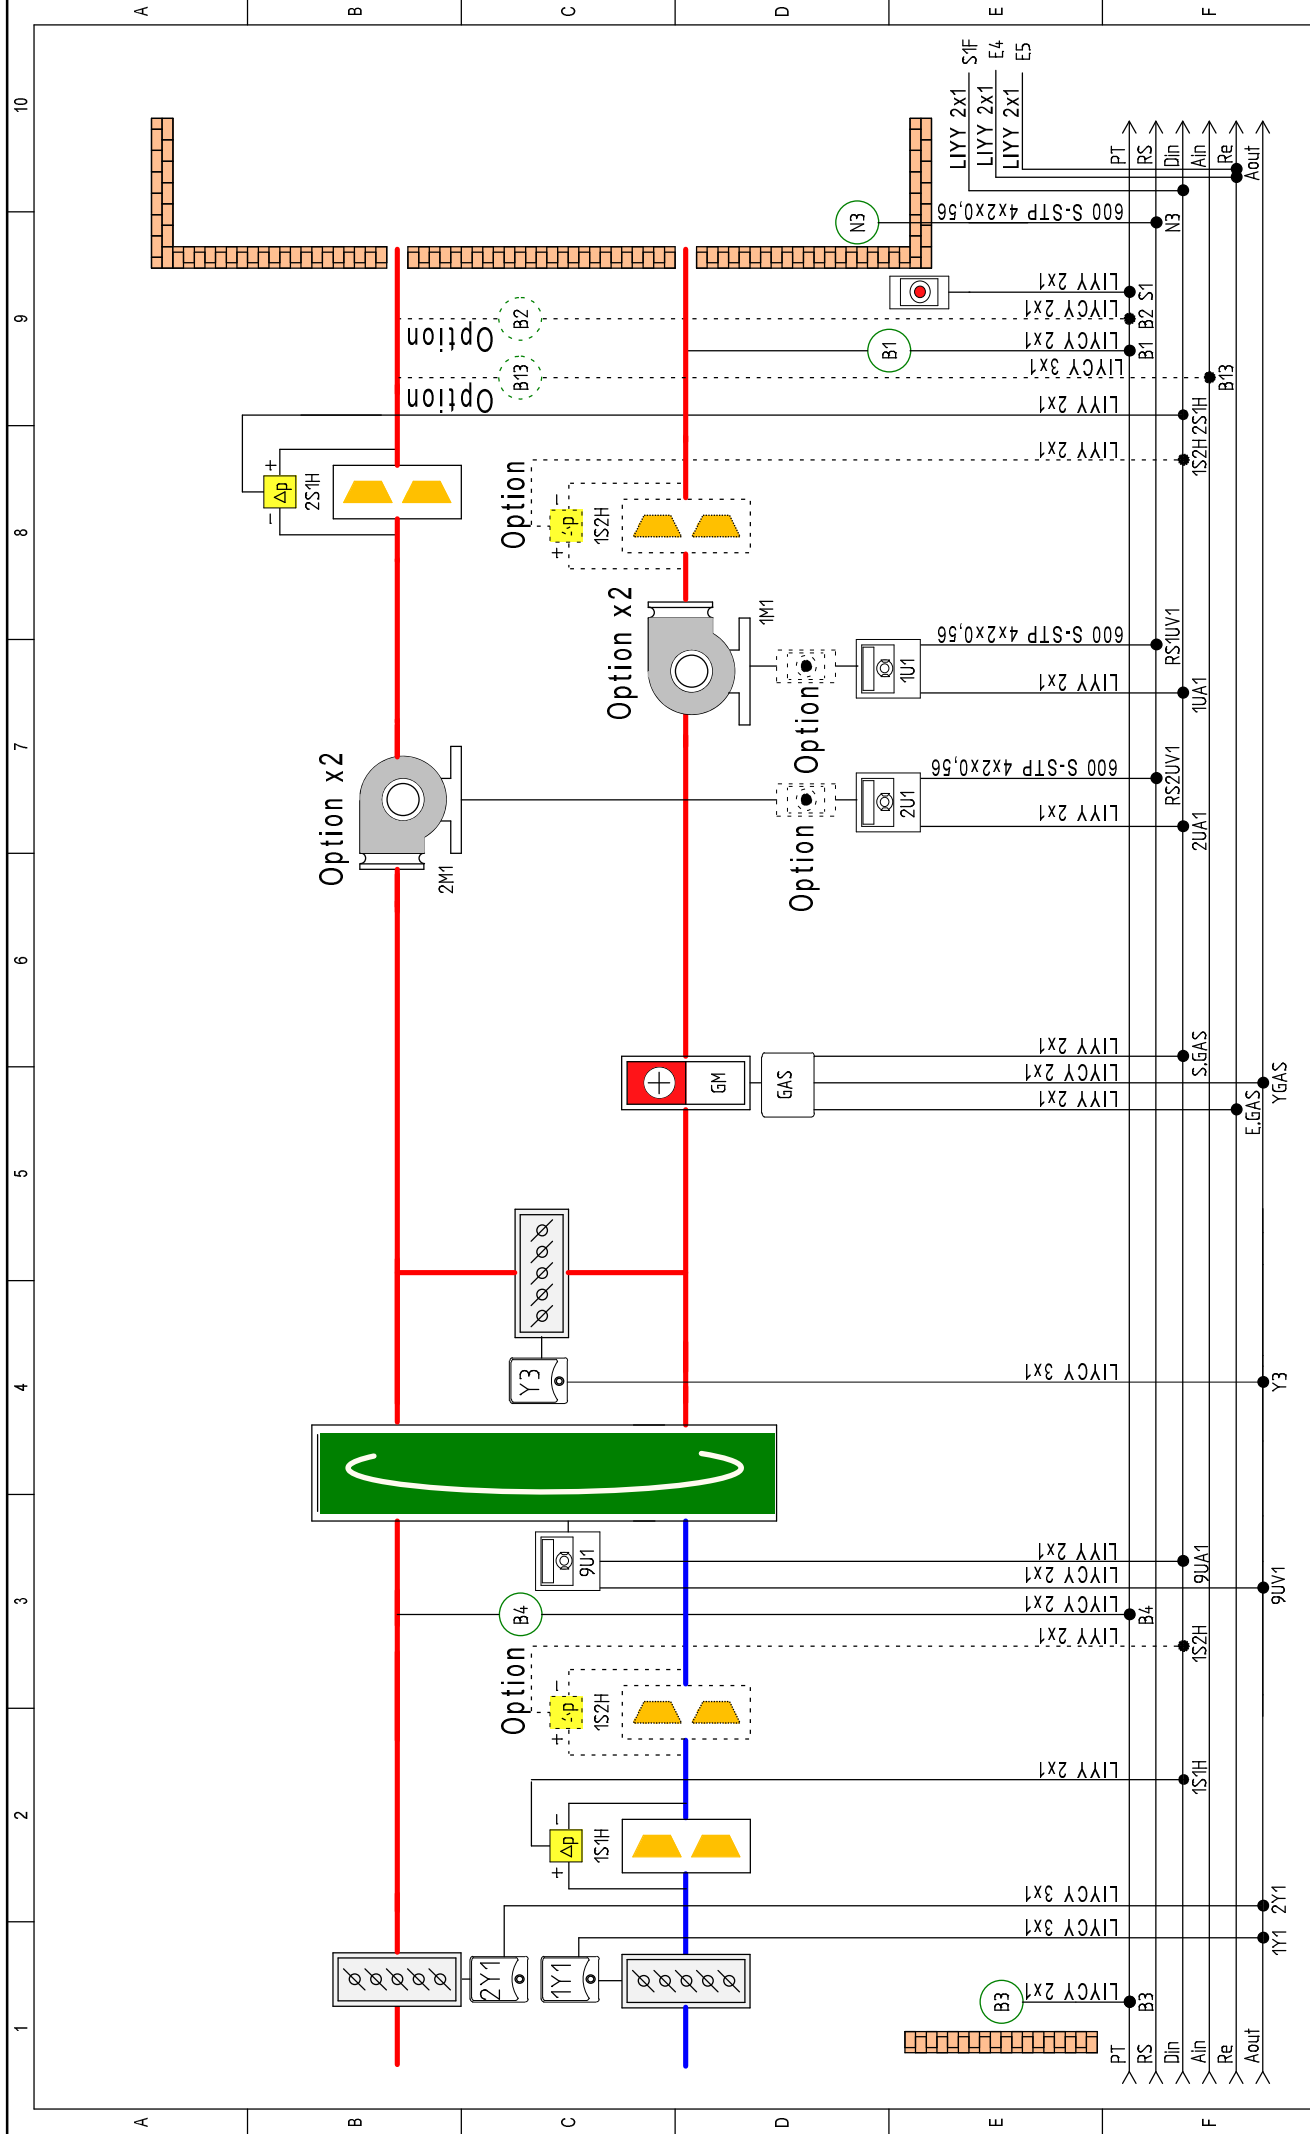 A
B
C
D
E
F
10
9
8
7
6
5
4
3
2
1
S1F
E4
E5
LIYY 2x1
LIYY 2x1
LIYY 2x1
PT
RS
Din
Ain
Re
Aout
N3
600 S-STP 4x2x0,56
N3
LIYY 2x1
S1
Option
B2
LIYCY 2x1
B2
B1
LIYCY 2x1
B1
Option
B13
LIYCY 3x1
B13
LIYY 2x1
2S1H
+
Δp
-
2S1H
Option
-
Δp
+
1S2H
LIYY 2x1
1S2H
Option x2
1M1
Option
1U1
600 S-STP 4x2x0,56
RS1UV1
LIYY 2x1
1UA1
Option x2
2M1
Option
2U1
600 S-STP 4x2x0,56
RS2UV1
LIYY 2x1
2UA1
GM
GAS
LIYY 2x1
S.GAS
LIYCY 2x1
YGAS
LIYY 2x1
E.GAS
Y3
LIYCY 3x1
Y3
9U1
LIYY 2x1
9UA1
LIYCY 2x1
9UV1
B4
LIYCY 2x1
B4
Option
-
Δp
+
1S2H
LIYY 2x1
1S2H
LIYY 2x1
1S1H
-
Δp
+
1S1H
LIYCY 3x1
2Y1
LIYCY 3x1
1Y1
2Y1
1Y1
B3
LIYCY 2x1
B3
PT
RS
Din
Ain
Re
Aout
A
B
C
D
E
F